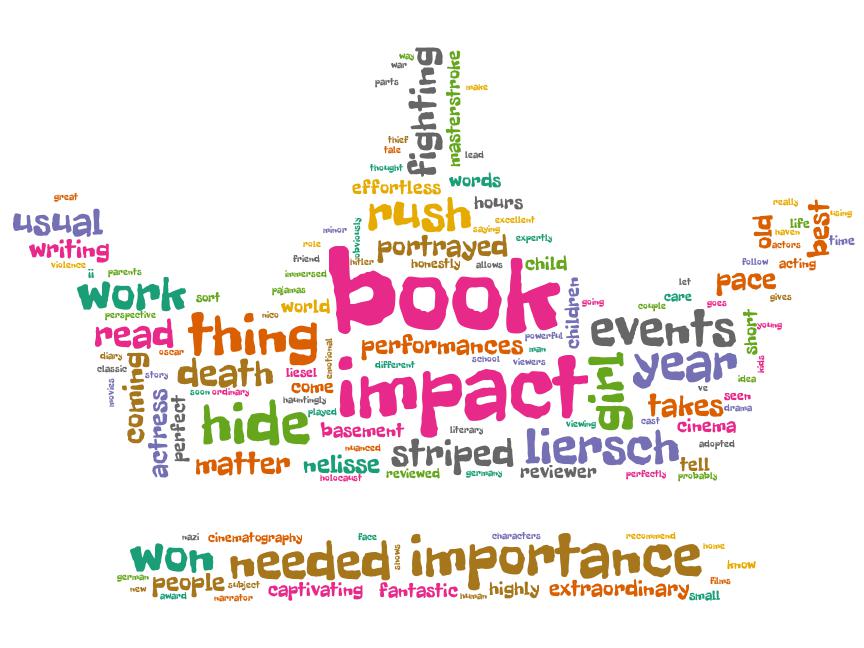 way
war
fighting
masterstroke
parts
make
thief
tale
lead
thought
effortless
words
great
usual
rush
hours
really
using
old
life
best
writing
minor
obviously
saying
excellent
haven
time
role
portrayed
expertly
actors
violence
friend
hitler
honestly
allows
child
follow
acting
ii
parents
immersed
book
let
pace
work
sort
pajamas
children
going
care
goes
gives
perspective
world
couple
read
thing
nico
powerful
events
short
young
diary
oscar
emotional
performances
man
girl
year
kids
classic
story
death
liesel
different
school
viewers
idea
movies
coming
soon
ordinary
come
impact
ve
actress
perfect
hide
hauntingly
played
takes
seen
drama
basement
literary
viewing
cast
cinema
matter
nelisse
nuanced
striped
liersch
adopted
holocaust
reviewed
germany
reviewer
perfectly
tell
probably
nazi
cinematography
face
characters
recommend
won
needed
shows
importance
home
know
german
people
subject
captivating
fantastic
human
highly
extraordinary
films
new
award
narrator
small